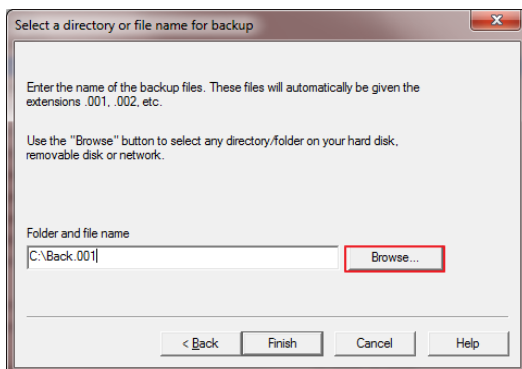 Select a directory or file name for backup
Enter the name of the backup files. These files will automatically be given the
extensions .001, .002, etc.
Use the "Browse" button to select any directory/folder on your hard disk,
removable disk or network.
Folder and file name
C:\Back.001
Browse...
< Back Finish Cancel Help